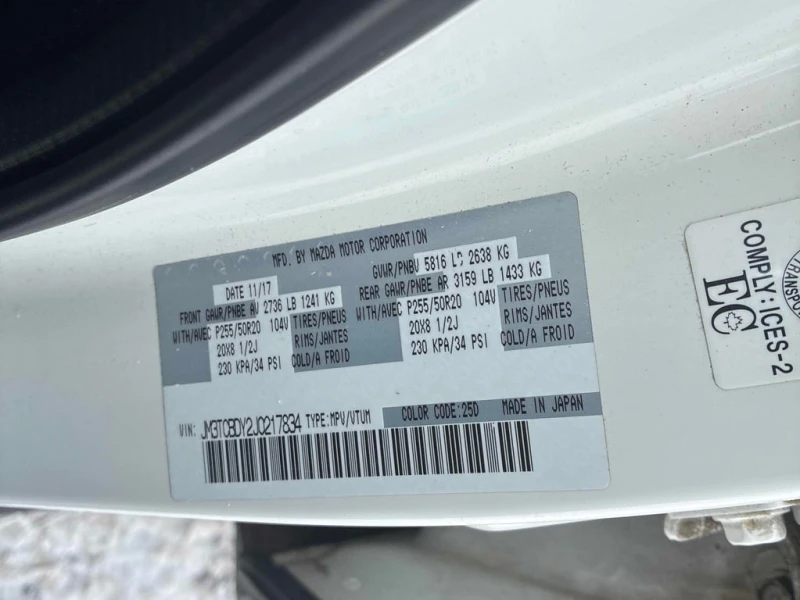 MFD. BY MAZDA MOTOR CORPORATION
DATE 11/17 GVWR/PNBV 5816 LB 2638 KG
FRONT GAWR/PNBE AV 2736 LB 1241 KG REAR GAWR/PNBE AR 3159 LB 1433 KG
WITH/AVEC P255/50R20 104V TIRES/PNEUS WITH/AVEC P255/50R20 104V TIRES/PNEUS
20X8 1/2J RIMS/JANTES 20X8 1/2J RIMS/JANTES
230 KPA/34 PSI COLD/A FROID 230 KPA/34 PSI COLD/A FROID
VIN: JM3TCBDY2J0217834 TYPE:MPV/VTUM COLOR CODE:25D MADE IN JAPAN
COMPLY:ICES-2
EC
TRANSPORT